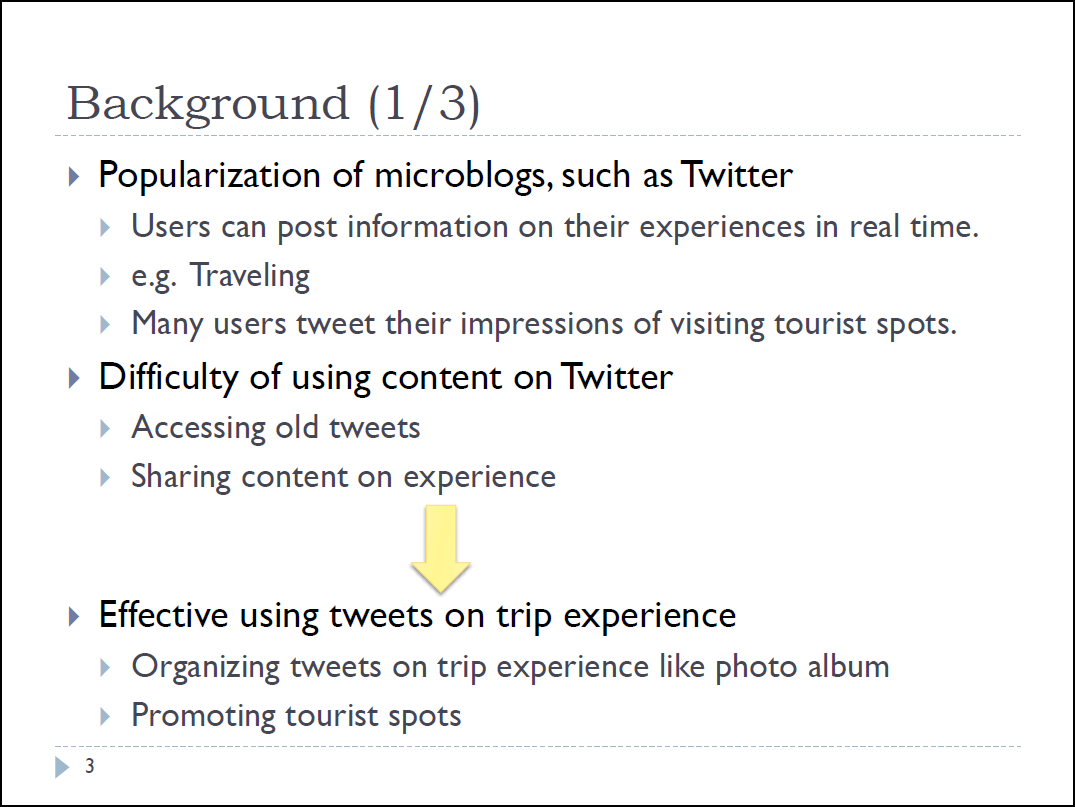 Background (1/3)
Popularization of microblogs, such as Twitter
Users can post information on their experiences in real time.
e.g. Traveling
Many users tweet their impressions of visiting tourist spots.
Difficulty of using content on Twitter
Accessing old tweets
Sharing content on experience
Effective using tweets on trip experience
Organizing tweets on trip experience like photo album
Promoting tourist spots
3